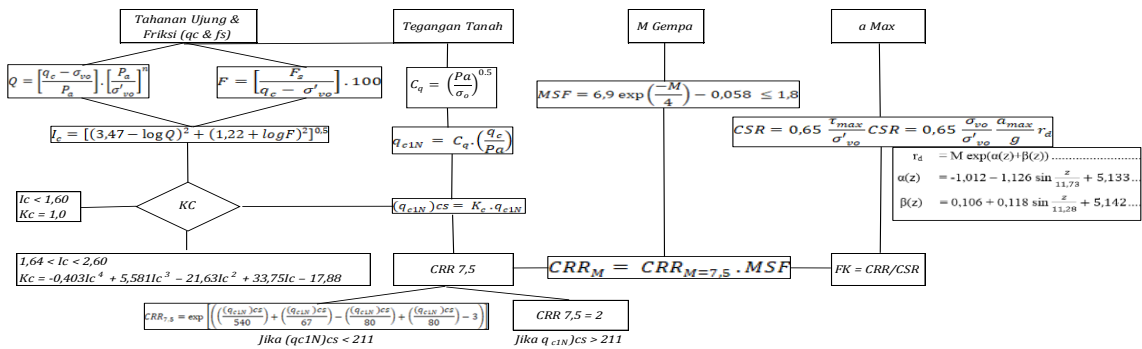 Tahanan Ujung &
Friksi (qc & fs)
Tegangan Tanah
M Gempa
a Max
Q = [(q_c − σ_vo)/P_a] . [P_a/σ'_vo]^n
F = [F_s/(q_c − σ'_vo)] . 100
C_q = (Pa/σ_o)^0.5
MSF = 6,9 exp(−M/4) − 0,058 ≤ 1,8
I_c = [(3,47 − log Q)^2 + (1,22 + logF)^2]^0,5
q_c1N = C_q . (q_c/Pa)
CSR = 0,65 τ_max/σ'_vo CSR = 0,65 σ_vo/σ'_vo a_max/g r_d
r_d = M exp(α(z)+β(z)) ......................
α(z) = -1,012 – 1,126 sin z/11,73 + 5,133...
β(z) = 0,106 + 0,118 sin z/11,28 + 5,142....
Ic < 1,60
Kc = 1,0
KC
(q_c1N)cs = K_c . q_c1N
1,64 < Ic < 2,60
Kc = -0,403Ic^4 + 5,581Ic^3 – 21,63Ic^2 + 33,75Ic – 17,88
CRR 7,5
CRR_M = CRR_M=7,5 . MSF
FK = CRR/CSR
CRR_7.5 = exp[(((q_c1N)cs/540) + ((q_c1N)cs/67) − ((q_c1N)cs/80) + ((q_c1N)cs/80) − 3)]
CRR 7,5 = 2
Jika (qc1N)cs < 211
Jika q c1N)cs > 211